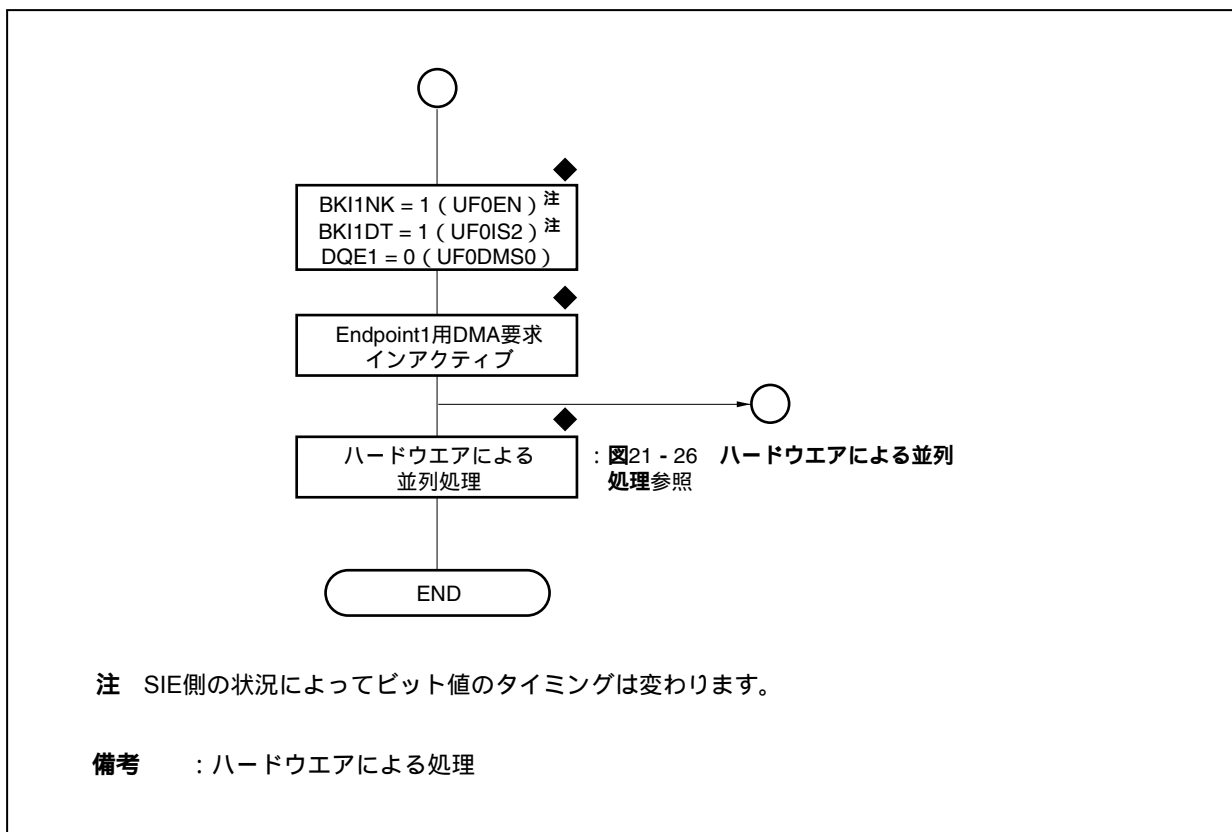 BKI1NK = 1 ( UF0EN ) 注
BKI1DT = 1 ( UF0IS2 ) 注
DQE1 = 0 ( UF0DMS0 )
Endpoint1用DMA要求
インアクティブ
ハードウエアによる
並列処理
: 図21 - 26 ハードウエアによる並列
処理参照
END
注 SIE側の状況によってビット値のタイミングは変わります。
備考 : ハードウエアによる処理